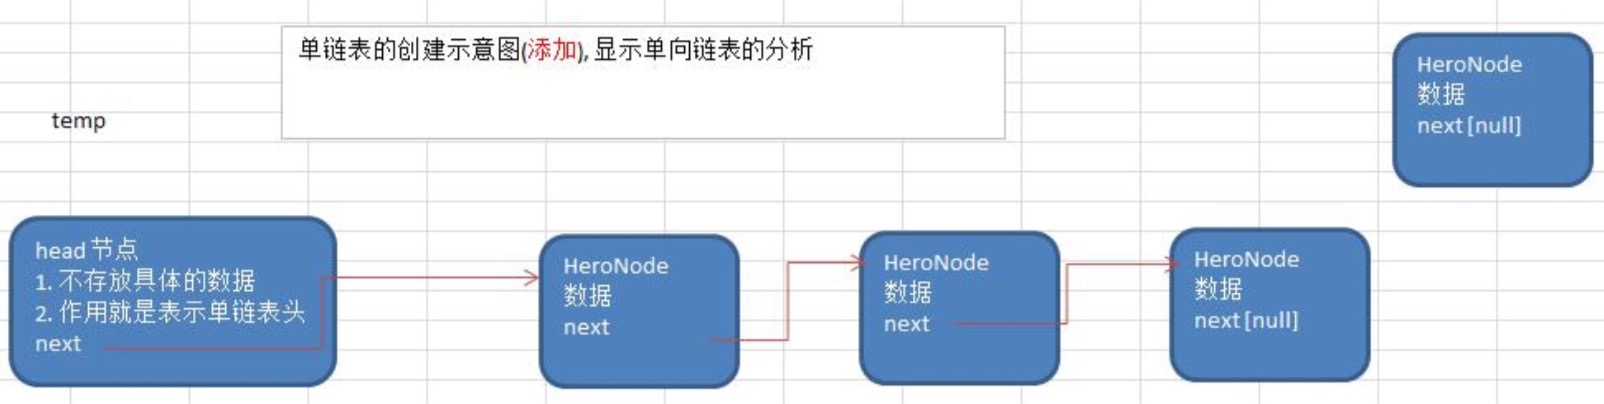 单链表的创建示意图(添加), 显示单向链表的分析
temp
HeroNode
数据
next [null]
head 节点
1. 不存放具体的数据
2. 作用就是表示单链表头
next
HeroNode
数据
next
HeroNode
数据
next
HeroNode
数据
next [null]